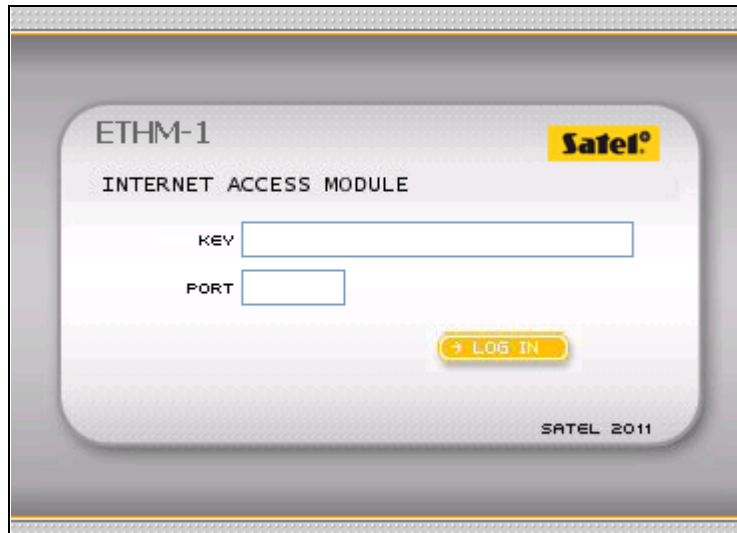 ETHM-1
Satel.®
INTERNET ACCESS MODULE
KEY
PORT
→ LOG IN
SATEL 2011